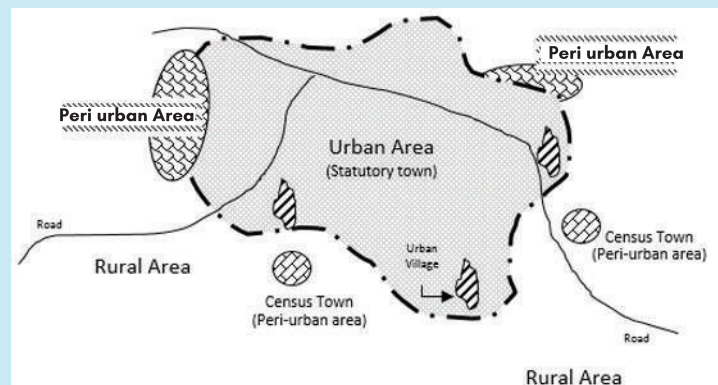 Peri urban Area
Peri urban Area
Urban Area
(Statutory town)
Road
Rural Area
Census Town
(Peri-urban area)
Urban
Village
Census Town
(Peri-urban area)
Road
Rural Area